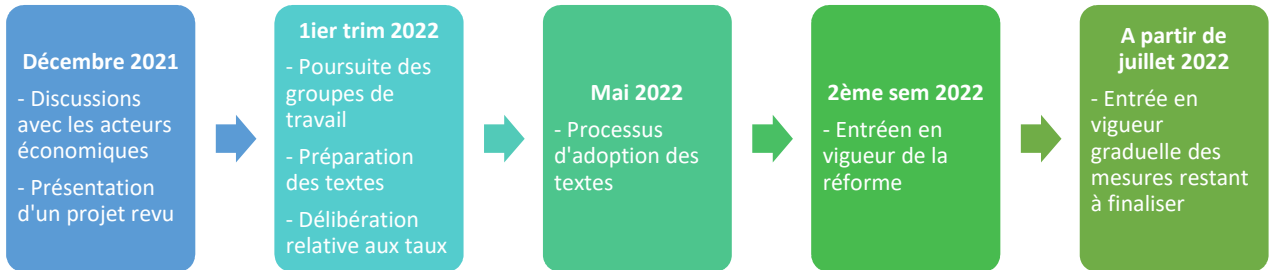 Décembre 2021
- Discussions
avec les acteurs
économiques
- Présentation
d'un projet revu
1ier trim 2022
- Poursuite des
groupes de
travail
- Préparation
des textes
- Délibération
relative aux taux
Mai 2022
- Processus
d'adoption des
textes
2ème sem 2022
- Entréen en
vigueur de la
réforme
A partir de
juillet 2022
- Entrée en
vigueur
graduelle des
mesures restant
à finaliser